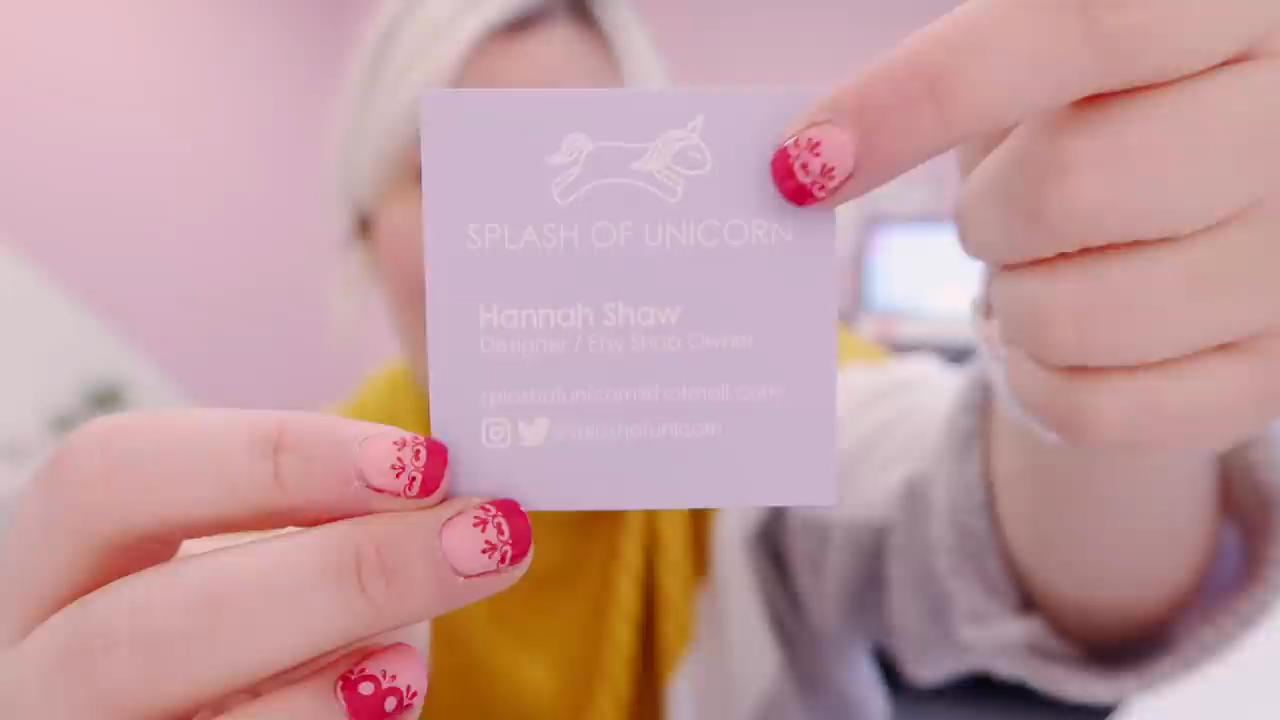 SPLASH OF UNICORN
Hannah Shaw
Designer / Etsy Shop Owner
splashofunicorn@hotmail.com
@splashofunicorn